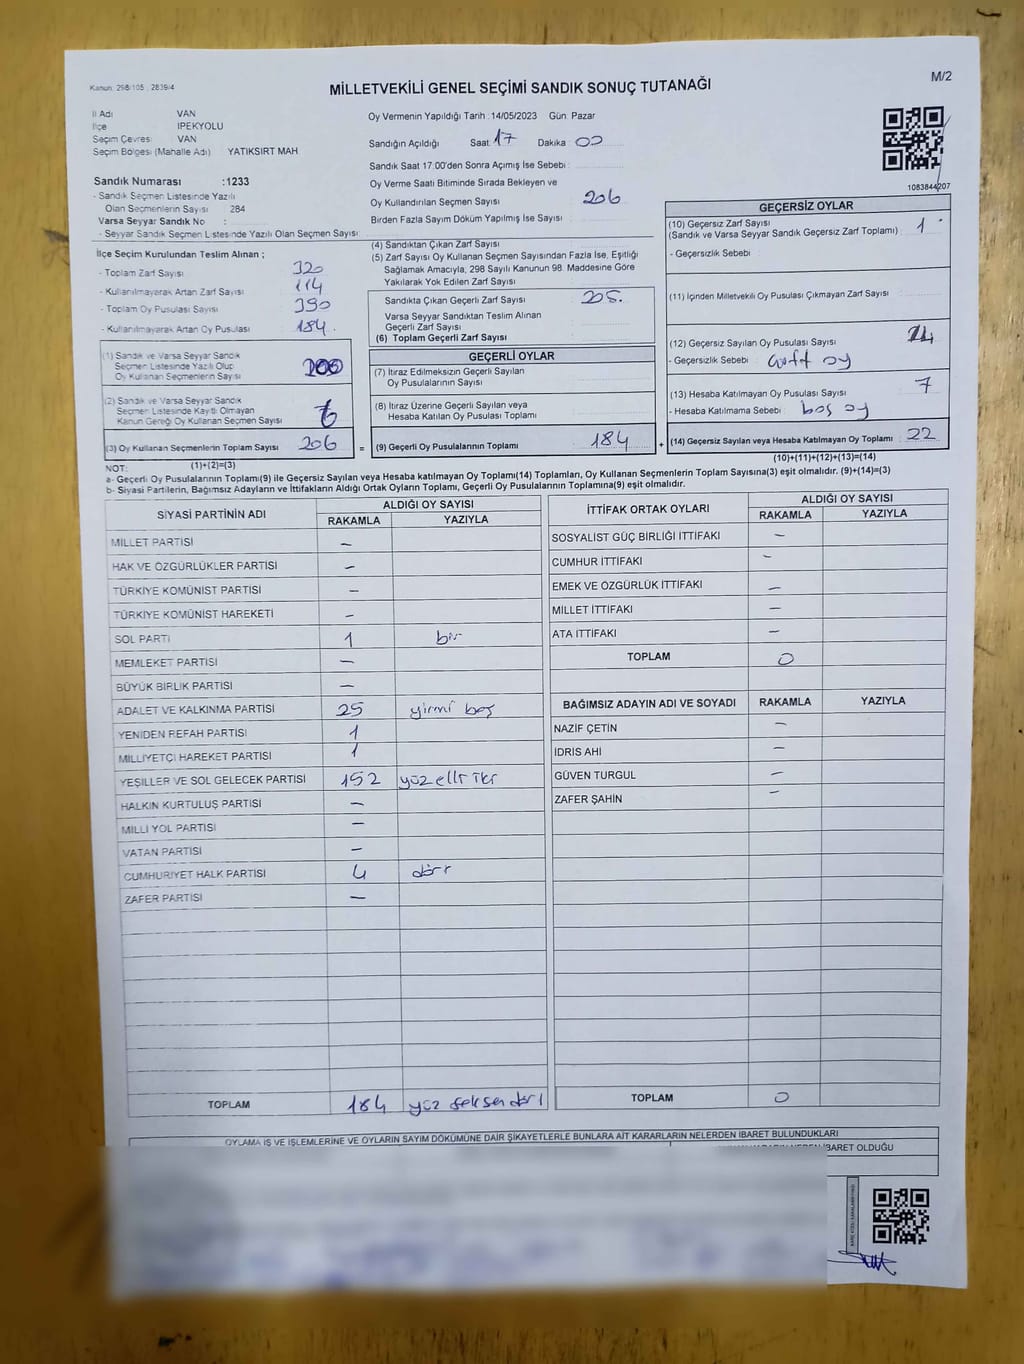 Kanun: 298/105 , 2839/4
MİLLETVEKİLİ GENEL SEÇİMİ SANDIK SONUÇ TUTANAĞI
M/2
İl Adı VAN
İlçe IPEKYOLU
Seçim Çevresi VAN
Seçim Bölgesi (Mahalle Adı) YATIKSIRT MAH
Sandık Numarası :1233
- Sandık Seçmen Listesinde Yazılı
Olan Seçmenlerin Sayısı 284
Varsa Seyyar Sandık No :
- Seyyar Sandık Seçmen Listesinde Yazılı Olan Seçmen Sayısı:
Oy Vermenin Yapıldığı Tarih : 14/05/2023 Gün: Pazar
Sandığın Açıldığı Saat: 17 Dakika: 00
Sandık Saat 17:00'den Sonra Açımış İse Sebebi :
Oy Verme Saati Bitiminde Sırada Bekleyen ve
Oy Kullandırılan Seçmen Sayısı 206
Birden Fazla Sayım Döküm Yapılmış İse Sayısı :
1083844207
İlçe Seçim Kurulundan Teslim Alınan ;
- Toplam Zarf Sayısı 320
- Kullanılmayarak Artan Zarf Sayısı 114
- Toplam Oy Pusulası Sayısı 390
- Kullanılmayarak Artan Oy Pusulası 184
(1) Sandık ve Varsa Seyyar Sandık
Seçmen Listesinde Yazılı Olup
Oy Kullanan Seçmenlerin Sayısı
(2) Sandık ve Varsa Seyyar Sandık
Seçmen Listesinde Kayıtlı Olmayan
Kanun Gereği Oy Kullanan Seçmen Sayısı 6
(3) Oy Kullanan Seçmenlerin Toplam Sayısı 206
(4) Sandıktan Çıkan Zarf Sayısı
(5) Zarf Sayısı Oy Kullanan Seçmen Sayısından Fazla İse, Eşitliği
Sağlamak Amacıyla, 298 Sayılı Kanunun 98. Maddesine Göre
Yakılarak Yok Edilen Zarf Sayısı
Sandıkta Çıkan Geçerli Zarf Sayısı 205.
Varsa Seyyar Sandıktan Teslim Alınan
Geçerli Zarf Sayısı
(6) Toplam Geçerli Zarf Sayısı
GEÇERLİ OYLAR
(7) İtiraz Edilmeksizin Geçerli Sayılan
Oy Pusulalarının Sayısı
(8) İtiraz Üzerine Geçerli Sayılan veya
Hesaba Katılan Oy Pusulası Toplamı
= (9) Geçerli Oy Pusulalarının Toplamı 184
GEÇERSİZ OYLAR
(10) Geçersiz Zarf Sayısı
(Sandık ve Varsa Seyyar Sandık Geçersiz Zarf Toplamı) 1
- Geçersizlik Sebebi
(11) İçinden Milletvekili Oy Pusulası Çıkmayan Zarf Sayısı
(12) Geçersiz Sayılan Oy Pusulası Sayısı 14
- Geçersizlik Sebebi çift oy
(13) Hesaba Katılmayan Oy Pusulası Sayısı 7
- Hesaba Katılmama Sebebi boş oy
+ (14) Geçersiz Sayılan veya Hesaba Katılmayan Oy Toplamı 22
NOT: (1)+(2)=(3) (10)+(11)+(12)+(13)=(14)
a- Geçerli Oy Pusulalarının Toplamı(9) ile Geçersiz Sayılan veya Hesaba katılmayan Oy Toplamı(14) Toplamları, Oy Kullanan Seçmenlerin Toplam Sayısına(3) eşit olmalıdır. (9)+(14)=(3)
b- Siyasi Partilerin, Bağımsız Adayların ve İttifakların Aldığı Ortak Oyların Toplamı, Geçerli Oy Pusulalarının Toplamına(9) eşit olmalıdır.
SİYASİ PARTİNİN ADI ALDIĞI OY SAYISI
RAKAMLA YAZIYLA
MİLLET PARTİSİ –
HAK VE ÖZGÜRLÜKLER PARTİSİ –
TÜRKİYE KOMÜNİST PARTİSİ –
TÜRKİYE KOMÜNİST HAREKETİ –
SOL PARTİ 1 bir
MEMLEKET PARTİSİ –
BÜYÜK BİRLİK PARTİSİ –
ADALET VE KALKINMA PARTİSİ 25 yirmi beş
YENİDEN REFAH PARTİSİ 1
MİLLİYETÇİ HAREKET PARTİSİ 1
YEŞİLLER VE SOL GELECEK PARTİSİ 152 yüz elli iki
HALKIN KURTULUŞ PARTİSİ –
MİLLİ YOL PARTİSİ –
VATAN PARTİSİ –
CUMHURİYET HALK PARTİSİ 4 dört
ZAFER PARTİSİ –
TOPLAM 184 yüz seksen dört
İTTİFAK ORTAK OYLARI ALDIĞI OY SAYISI
RAKAMLA YAZIYLA
SOSYALİST GÜÇ BİRLİĞİ İTTİFAKI –
CUMHUR İTTİFAKI –
EMEK VE ÖZGÜRLÜK İTTİFAKI –
MİLLET İTTİFAKI –
ATA İTTİFAKI –
TOPLAM 0
BAĞIMSIZ ADAYIN ADI VE SOYADI RAKAMLA YAZIYLA
NAZİF ÇETİN –
İDRİS AHİ –
GÜVEN TURGUL –
ZAFER ŞAHİN –
TOPLAM 0
OYLAMA İŞ VE İŞLEMLERİNE VE OYLARIN SAYIM DÖKÜMÜNE DAİR ŞİKAYETLERLE BUNLARA AİT KARARLARIN NELERDEN İBARET BULUNDUKLARI
İBARET OLDUĞU